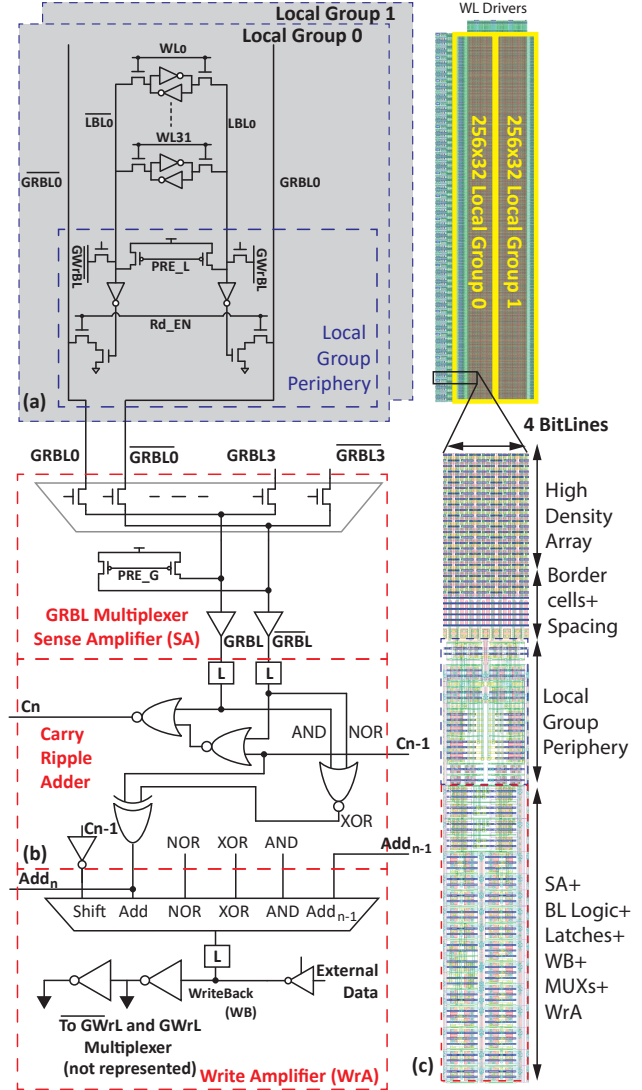 Local Group 1
Local Group 0
WL0
LBL0
LBL0
WL31
GRBL0
GRBL0
GWrBL
GWrBL
PRE_L
Rd_EN
Local
Group
Periphery
(a)
GRBL0
GRBL0
GRBL3
GRBL3
PRE_G
GRBL Multiplexer
Sense Amplifier (SA)
GRBL
GRBL
L
L
Cn
AND
NOR
Carry
Ripple
Adder
Cn-1
XOR
Cn-1
(b)
NOR
XOR
AND
Addn-1
Addn
Shift
Add
NOR
XOR
AND
Addn-1
L
WriteBack
(WB)
External
Data
To GWrL and GWrL
Multiplexer
(not represented)
Write Amplifier (WrA)
WL Drivers
256x32 Local Group 0
256x32 Local Group 1
4 BitLines
High
Density
Array
Border
cells+
Spacing
Local
Group
Periphery
SA+
BL Logic+
Latches+
WB+
MUXs+
WrA
(c)